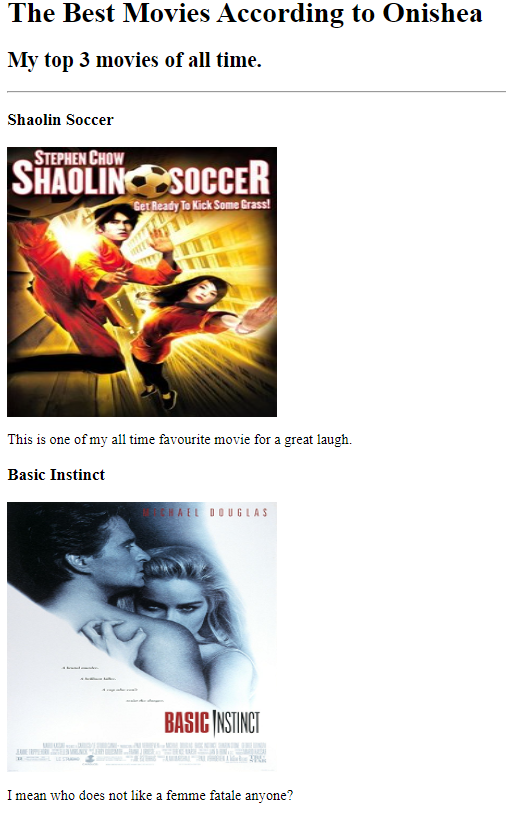 The Best Movies According to Onishea
My top 3 movies of all time.
Shaolin Soccer
STEPHEN CHOW
SHAOLIN SOCCER
Get Ready To Kick Some Grass!
This is one of my all time favourite movie for a great laugh.
Basic Instinct
MICHAEL DOUGLAS
A brutal murder.
A brilliant killer.
A cop who can't
resist the danger.
BASIC INSTINCT
I mean who does not like a femme fatale anyone?